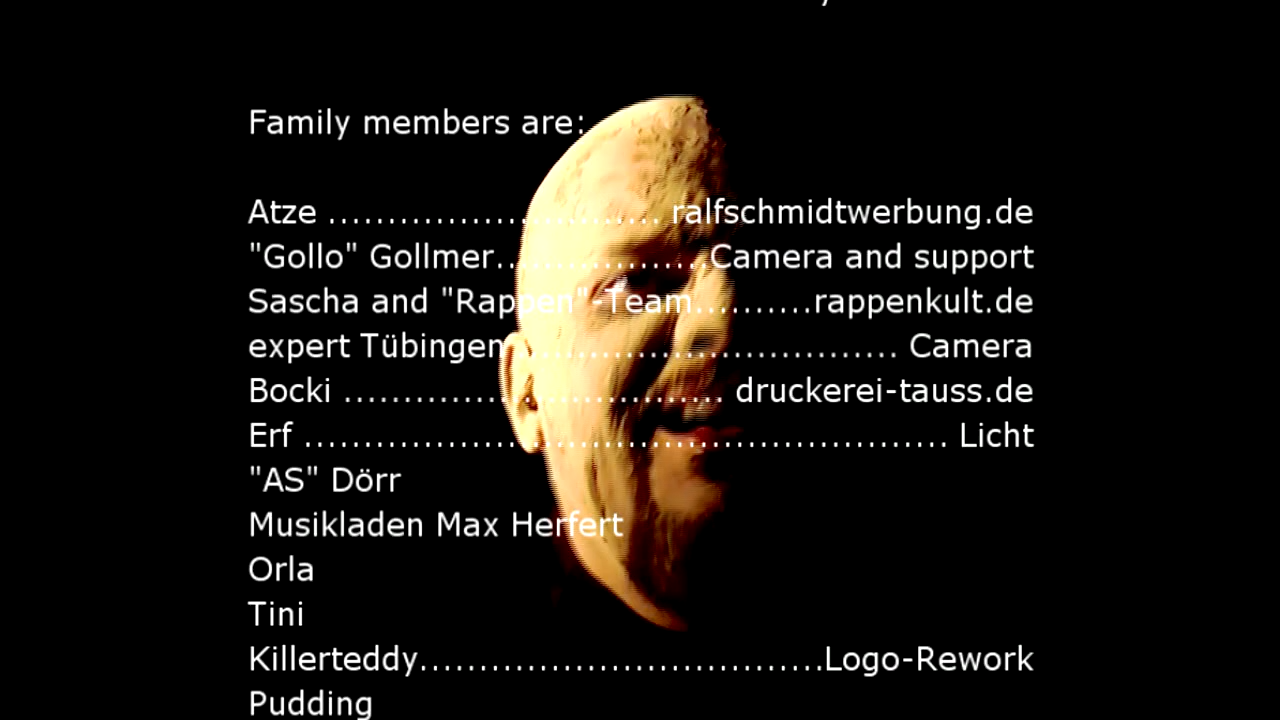 Family members are:
Atze ............................ ralfschmidtwerbung.de
"Gollo" Gollmer..................Camera and support
Sascha and "Rappen"-Team..........rappenkult.de
expert Tübingen ................................ Camera
Bocki ................................ druckerei-tauss.de
Erf ...................................................... Licht
"AS" Dörr
Musikladen Max Herfert
Orla
Tini
Killerteddy..................................Logo-Rework
Pudding